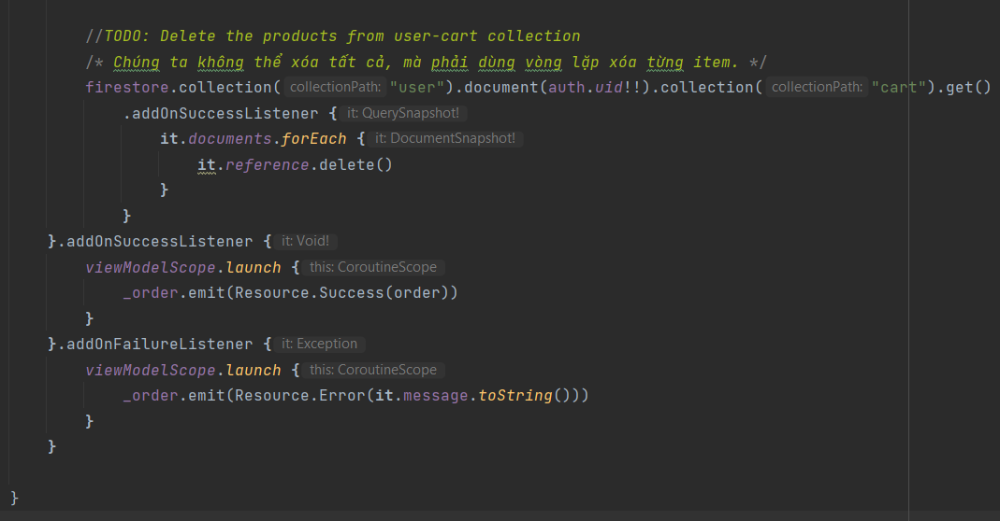 //TODO: Delete the products from user-cart collection
/* Chúng ta không thể xóa tất cả, mà phải dùng vòng lặp xóa từng item. */
firestore.collection( collectionPath: "user").document(auth.uid!!).collection( collectionPath: "cart").get()
.addOnSuccessListener { it: QuerySnapshot!
it.documents.forEach { it: DocumentSnapshot!
it.reference.delete()
}
}
}.addOnSuccessListener { it: Void!
viewModelScope.launch { this: CoroutineScope
_order.emit(Resource.Success(order))
}
}.addOnFailureListener { it: Exception
viewModelScope.launch { this: CoroutineScope
_order.emit(Resource.Error(it.message.toString()))
}
}
}